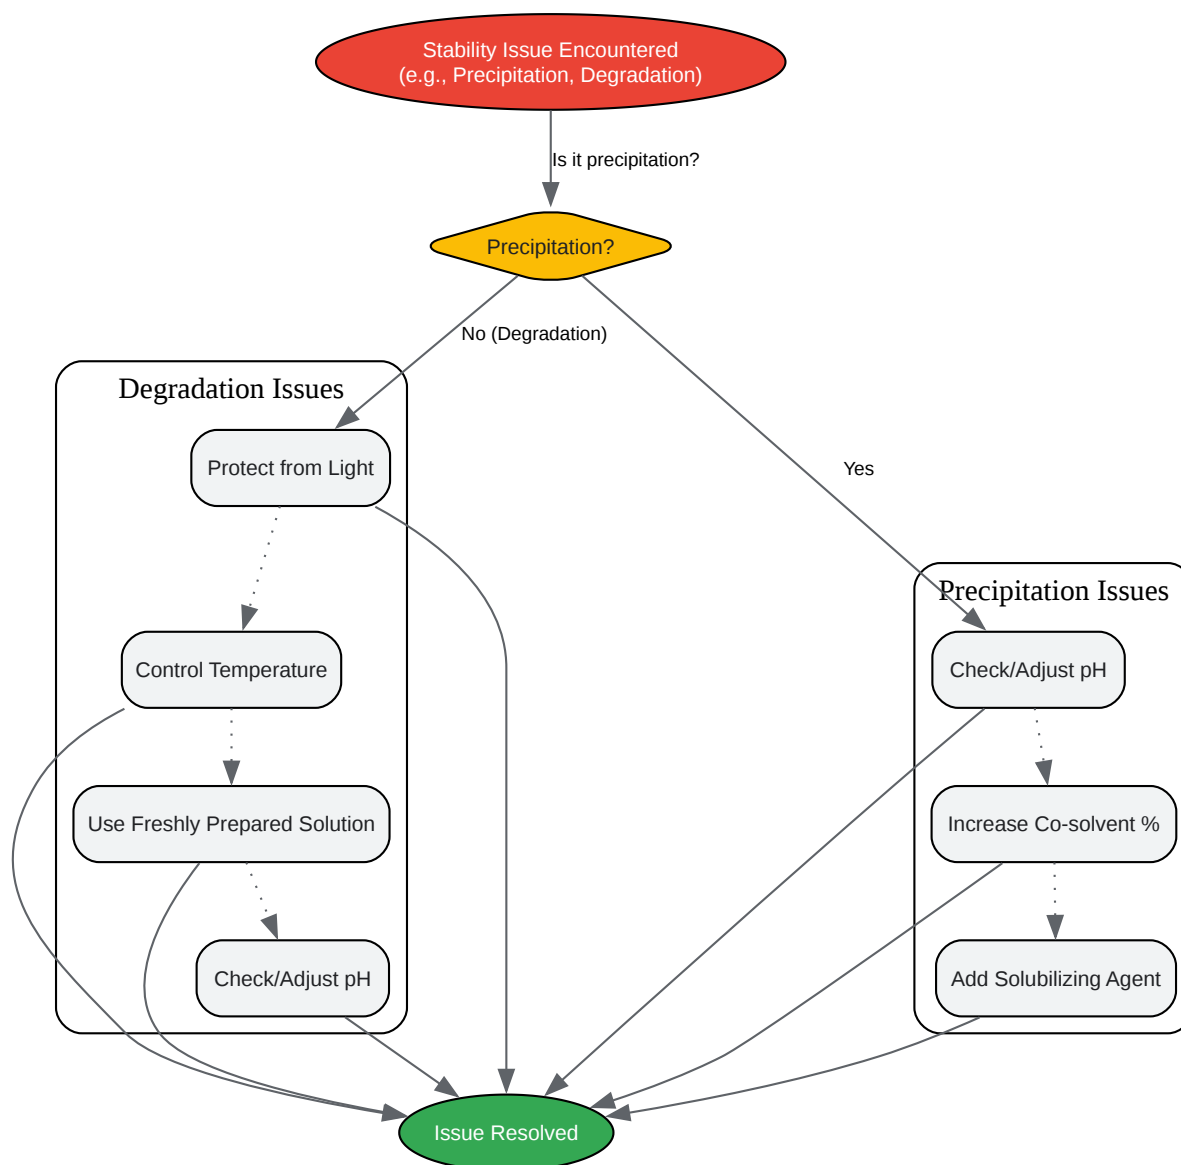 Stability Issue Encountered
(e.g., Precipitation, Degradation)
Is it precipitation?
Precipitation?
No (Degradation)
Yes
Degradation Issues
Protect from Light
Control Temperature
Use Freshly Prepared Solution
Check/Adjust pH
Precipitation Issues
Check/Adjust pH
Increase Co-solvent %
Add Solubilizing Agent
Issue Resolved